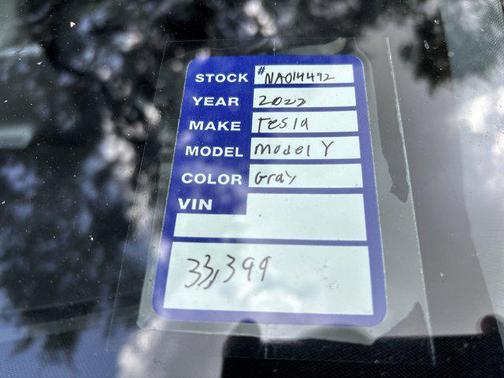 STOCK #NA014492
YEAR 2022
MAKE Tesla
MODEL Model Y
COLOR Gray
VIN
33,399